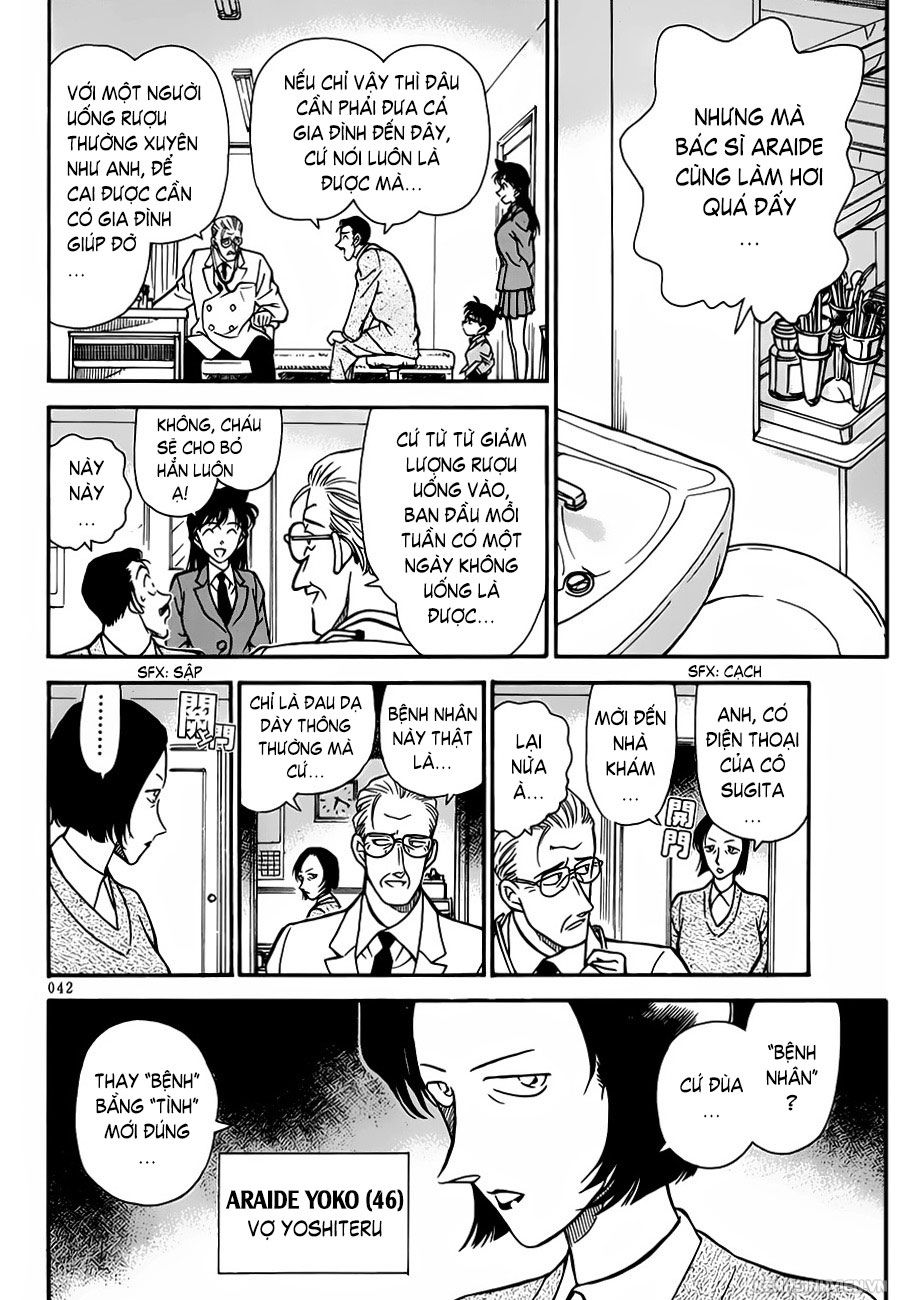 NHƯNG MÀ
BÁC SĨ ARAIDE
CŨNG LÀM HƠI
QUÁ ĐẤY
...
NẾU CHỈ VẬY THÌ ĐÂU
CẦN PHẢI ĐƯA CẢ
GIA ĐÌNH ĐẾN ĐÂY,
CỨ NÓI LUÔN LÀ
ĐƯỢC MÀ...
VỚI MỘT NGƯỜI
UỐNG RƯỢU
THƯỜNG XUYÊN
NHƯ ANH, ĐỂ
CAI ĐƯỢC CẦN
CÓ GIA ĐÌNH
GIÚP ĐỠ
...
CỨ TỪ TỪ GIẢM
LƯỢNG RƯỢU
UỐNG VÀO,
BAN ĐẦU MỖI
TUẦN CÓ MỘT
NGÀY KHÔNG
UỐNG LÀ
ĐƯỢC...
KHÔNG, CHÁU
SẼ CHO BỎ
HẲN LUÔN
Ạ!
NÀY
NÀY
...
SFX: CẠCH
ANH, CÓ
ĐIỆN THOẠI
CỦA CÔ
SUGITA
...
MỜI ĐẾN
NHÀ
KHÁM
...
LẠI
NỮA
À...
開門
BỆNH NHÂN
NÀY THẬT
LÀ...
CHỈ LÀ ĐAU DẠ
DÀY THÔNG
THƯỜNG MÀ
CỨ...
SFX: SẬP
........
042
"BỆNH
NHÂN"
?
CỨ ĐÙA
...
THAY "BỆNH"
BẰNG "TÌNH"
MỚI ĐÚNG
...
ARAIDE YOKO (46)
VỢ YOSHITERU